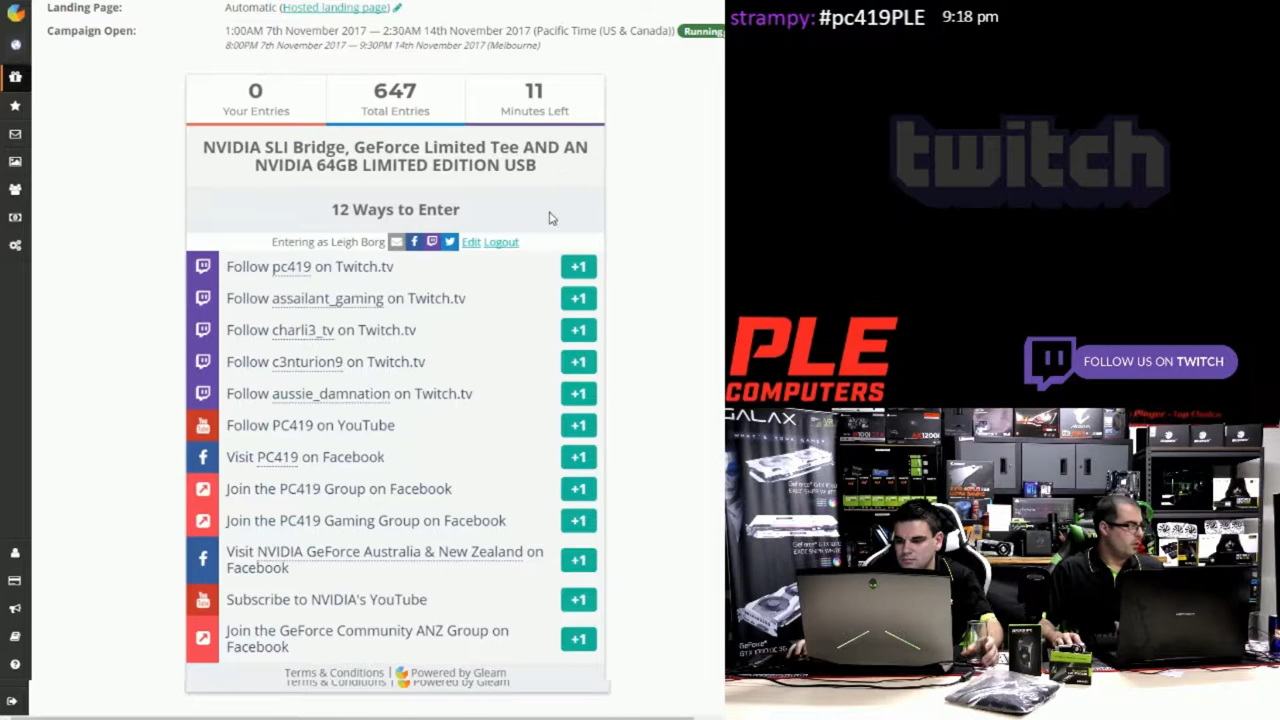 Landing Page:
Automatic (Hosted landing page)
Campaign Open:
1:00AM 7th November 2017 — 2:30AM 14th November 2017 (Pacific Time (US & Canada))
Running
8:00PM 7th November 2017 — 9:30PM 14th November 2017 (Melbourne)
0
Your Entries
647
Total Entries
11
Minutes Left
NVIDIA SLI Bridge, GeForce Limited Tee AND AN
NVIDIA 64GB LIMITED EDITION USB
12 Ways to Enter
Entering as Leigh Borg
Edit Logout
Follow pc419 on Twitch.tv
+1
Follow assailant_gaming on Twitch.tv
+1
Follow charli3_tv on Twitch.tv
+1
Follow c3nturion9 on Twitch.tv
+1
Follow aussie_damnation on Twitch.tv
+1
Follow PC419 on YouTube
+1
Visit PC419 on Facebook
+1
Join the PC419 Group on Facebook
+1
Join the PC419 Gaming Group on Facebook
+1
Visit NVIDIA GeForce Australia & New Zealand on
Facebook
+1
Subscribe to NVIDIA's YouTube
+1
Join the GeForce Community ANZ Group on
Facebook
+1
Terms & Conditions | Powered by Gleam
Terms & Conditions | Powered by Gleam
strampy: #pc419PLE 9:18 pm
twitch
PLE
COMPUTERS
FOLLOW US ON TWITCH
GALAX